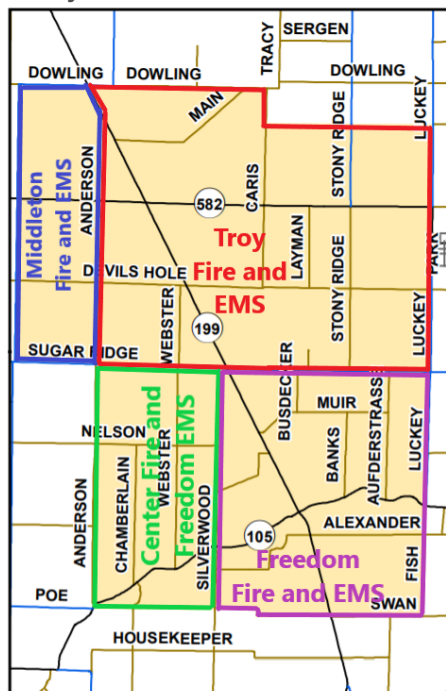 SERGEN
TRACY
DOWLING
DOWLING
DOWLING
MAIN
LUCKEY
STONY RIDGE
ANDERSON
CARIS
582
LAYMAN
Middleton
Fire and EMS
Troy
Fire and
EMS
PARK
DEVILS HOLE
STONY RIDGE
LUCKEY
WEBSTER
199
SUGAR RIDGE
BUSDECKER
MUIR
AUFDERSTRASSE
NELSON
BANKS
LUCKEY
CHAMBERLAIN
WEBSTER
Center Fire and
Freedom EMS
ANDERSON
SILVERWOOD
105
ALEXANDER
Freedom
Fire and EMS
FISH
POE
SWAN
HOUSEKEEPER